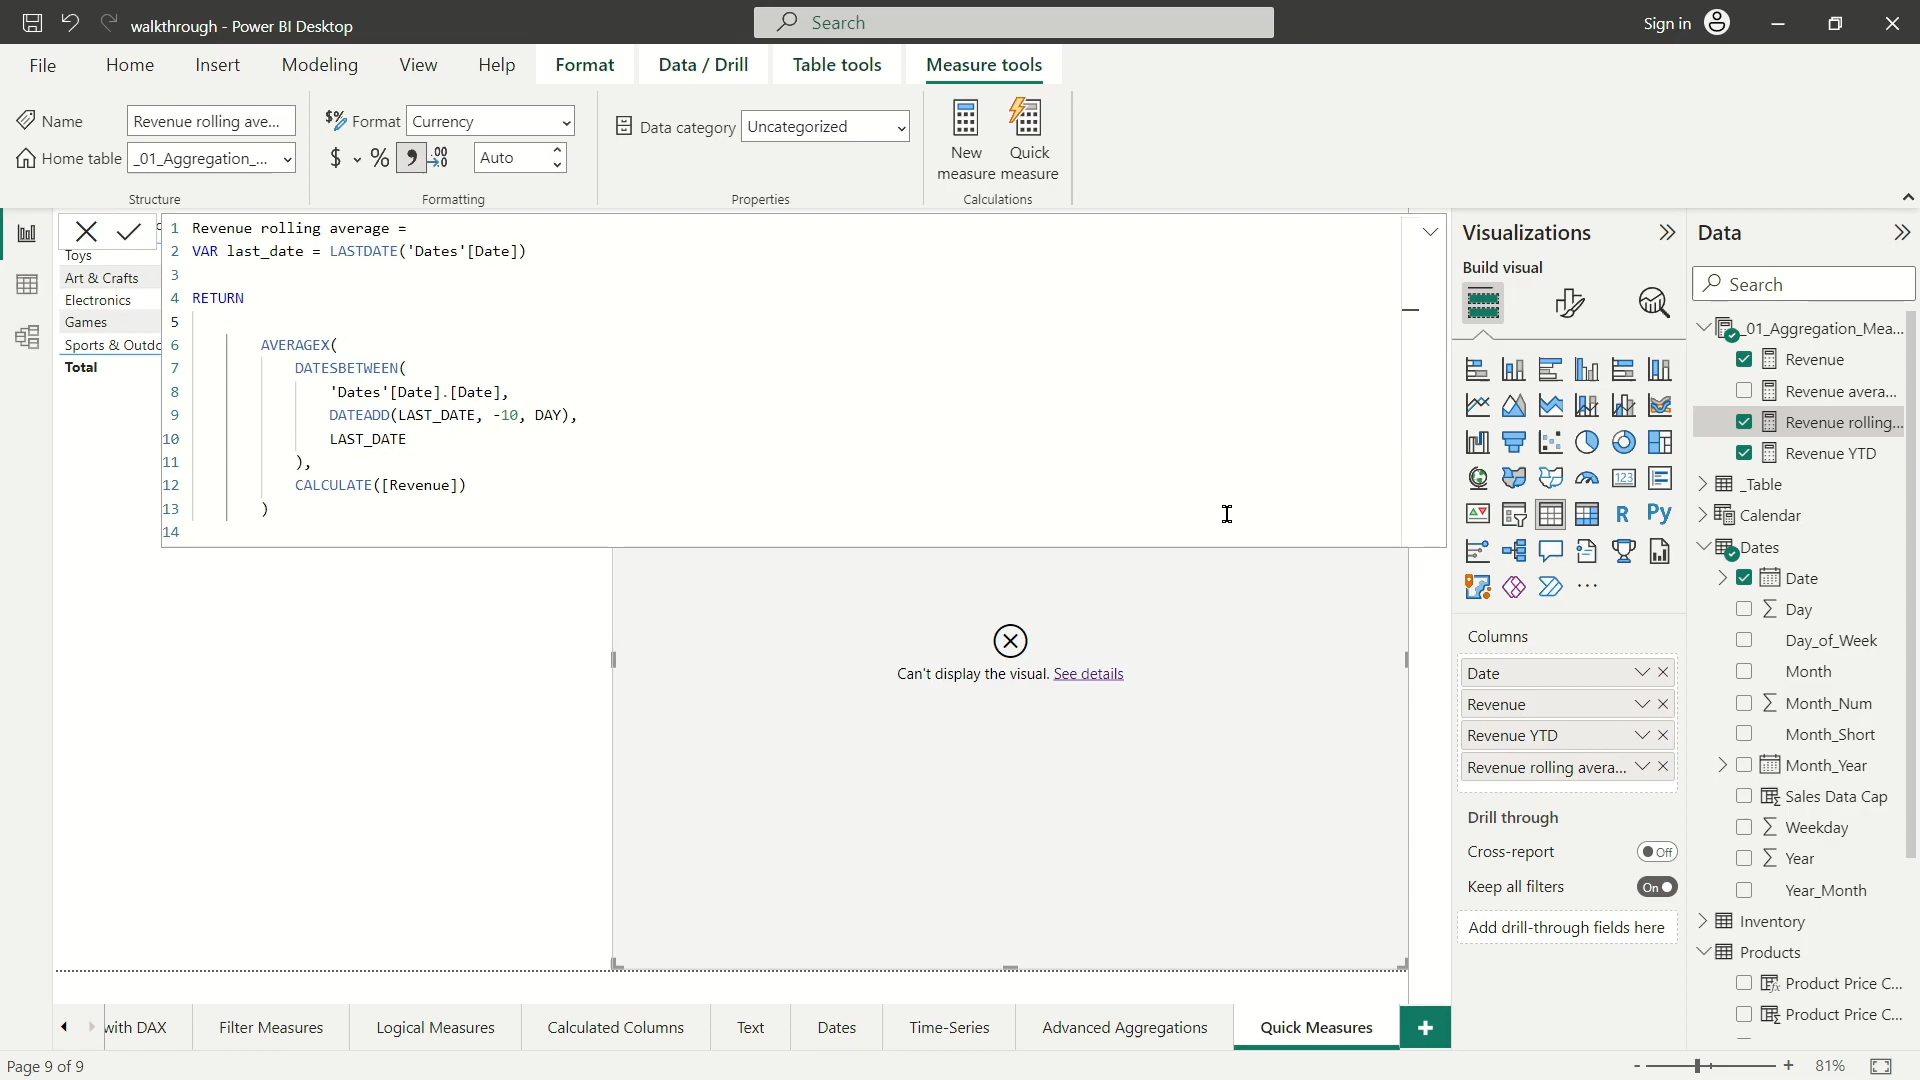 walkthrough - Power BI Desktop
Search
Sign in
File Home Insert Modeling View Help Format Data / Drill Table tools Measure tools
Name Revenue rolling ave...
Home table _01_Aggregation_...
Structure
$% Format Currency
$ % , .00 →0 Auto
Formatting
Data category Uncategorized
Properties
New measure
Quick measure
Calculations
1 Revenue rolling average =
2 VAR last_date = LASTDATE('Dates'[Date])
3
4 RETURN
5
6 AVERAGEX(
7 DATESBETWEEN(
8 'Dates'[Date].[Date],
9 DATEADD(LAST_DATE, -10, DAY),
10 LAST_DATE
11 ),
12 CALCULATE([Revenue])
13 )
14
Toys
Art & Crafts
Electronics
Games
Sports & Outdo
Total
Can't display the visual. See details
Visualizations
Build visual
123
R Py
...
Columns
Date
Revenue
Revenue YTD
Revenue rolling avera...
Drill through
Cross-report Off
Keep all filters On
Add drill-through fields here
Data
Search
_01_Aggregation_Mea...
Revenue
Revenue avera...
Revenue rolling...
Revenue YTD
_Table
Calendar
Dates
Date
Day
Day_of_Week
Month
Month_Num
Month_Short
Month_Year
Sales Data Cap
Weekday
Year
Year_Month
Inventory
Products
Product Price C...
Product Price C...
with DAX Filter Measures Logical Measures Calculated Columns Text Dates Time-Series Advanced Aggregations Quick Measures +
Page 9 of 9
- + 81%